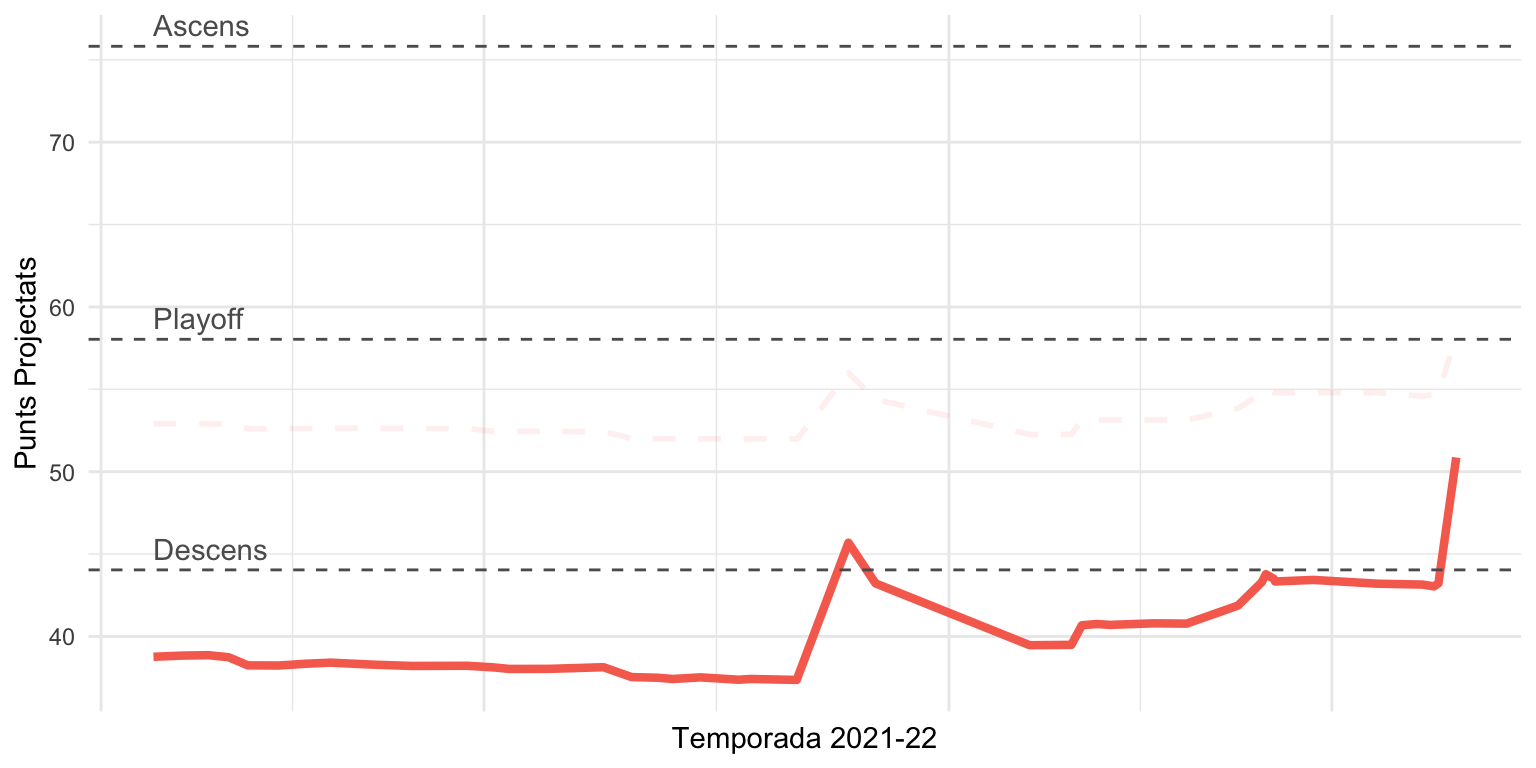 Ascens
70
60
Playoff
Punts Projectats
50
Descens
40
Temporada 2021-22